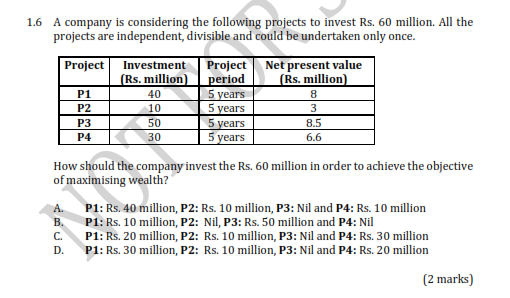 1.6 A company is considering the following projects to invest Rs. 60 million. All the
projects are independent, divisible and could be undertaken only once.
Project Investment (Rs. million) Project period Net present value (Rs. million)
P1 40 5 years 8
P2 10 5 years 3
P3 50 5 years 8.5
P4 30 5 years 6.6
How should the company invest the Rs. 60 million in order to achieve the objective
of maximising wealth?
A. P1: Rs. 40 million, P2: Rs. 10 million, P3: Nil and P4: Rs. 10 million
B. P1: Rs. 10 million, P2: Nil, P3: Rs. 50 million and P4: Nil
C. P1: Rs. 20 million, P2: Rs. 10 million, P3: Nil and P4: Rs. 30 million
D. P1: Rs. 30 million, P2: Rs. 10 million, P3: Nil and P4: Rs. 20 million
(2 marks)
NOT FOR S